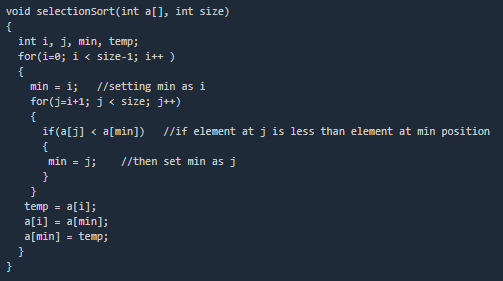 void selectionSort(int a[], int size)
{
  int i, j, min, temp;
  for(i=0; i < size-1; i++ )
  {
    min = i;   //setting min as i
    for(j=i+1; j < size; j++)
    {
      if(a[j] < a[min])   //if element at j is less than element at min position
      {
       min = j;    //then set min as j
      }
    }
   temp = a[i];
   a[i] = a[min];
   a[min] = temp;
  }
}